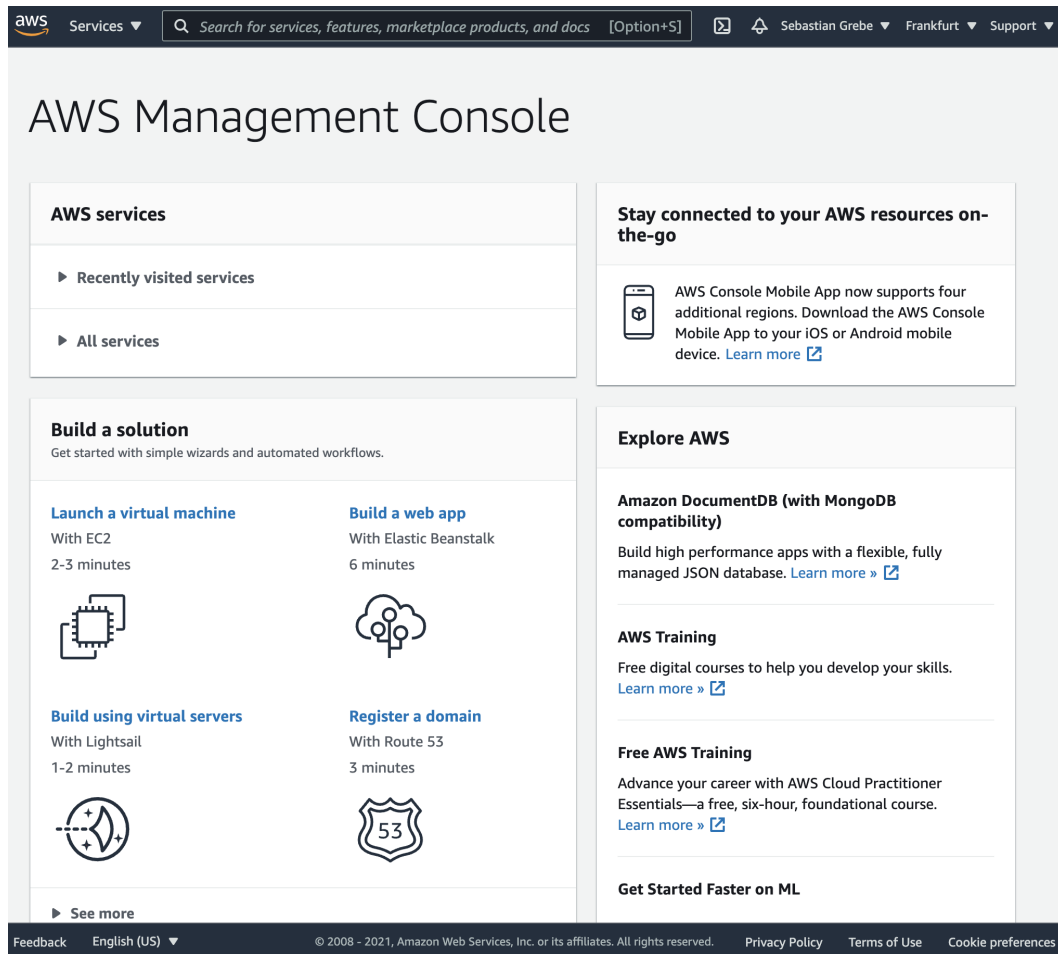 aws Services ▼ Search for services, features, marketplace products, and docs [Option+S] Sebastian Grebe ▼ Frankfurt ▼ Support ▼
AWS Management Console
AWS services
Recently visited services
All services
Build a solution
Get started with simple wizards and automated workflows.
Launch a virtual machine
With EC2
2-3 minutes
Build a web app
With Elastic Beanstalk
6 minutes
Build using virtual servers
With Lightsail
1-2 minutes
Register a domain
With Route 53
3 minutes
53
See more
Stay connected to your AWS resources on-
the-go
AWS Console Mobile App now supports four
additional regions. Download the AWS Console
Mobile App to your iOS or Android mobile
device. Learn more
Explore AWS
Amazon DocumentDB (with MongoDB
compatibility)
Build high performance apps with a flexible, fully
managed JSON database. Learn more »
AWS Training
Free digital courses to help you develop your skills.
Learn more »
Free AWS Training
Advance your career with AWS Cloud Practitioner
Essentials—a free, six-hour, foundational course.
Learn more »
Get Started Faster on ML
Feedback English (US) ▼ © 2008 - 2021, Amazon Web Services, Inc. or its affiliates. All rights reserved. Privacy Policy Terms of Use Cookie preferences